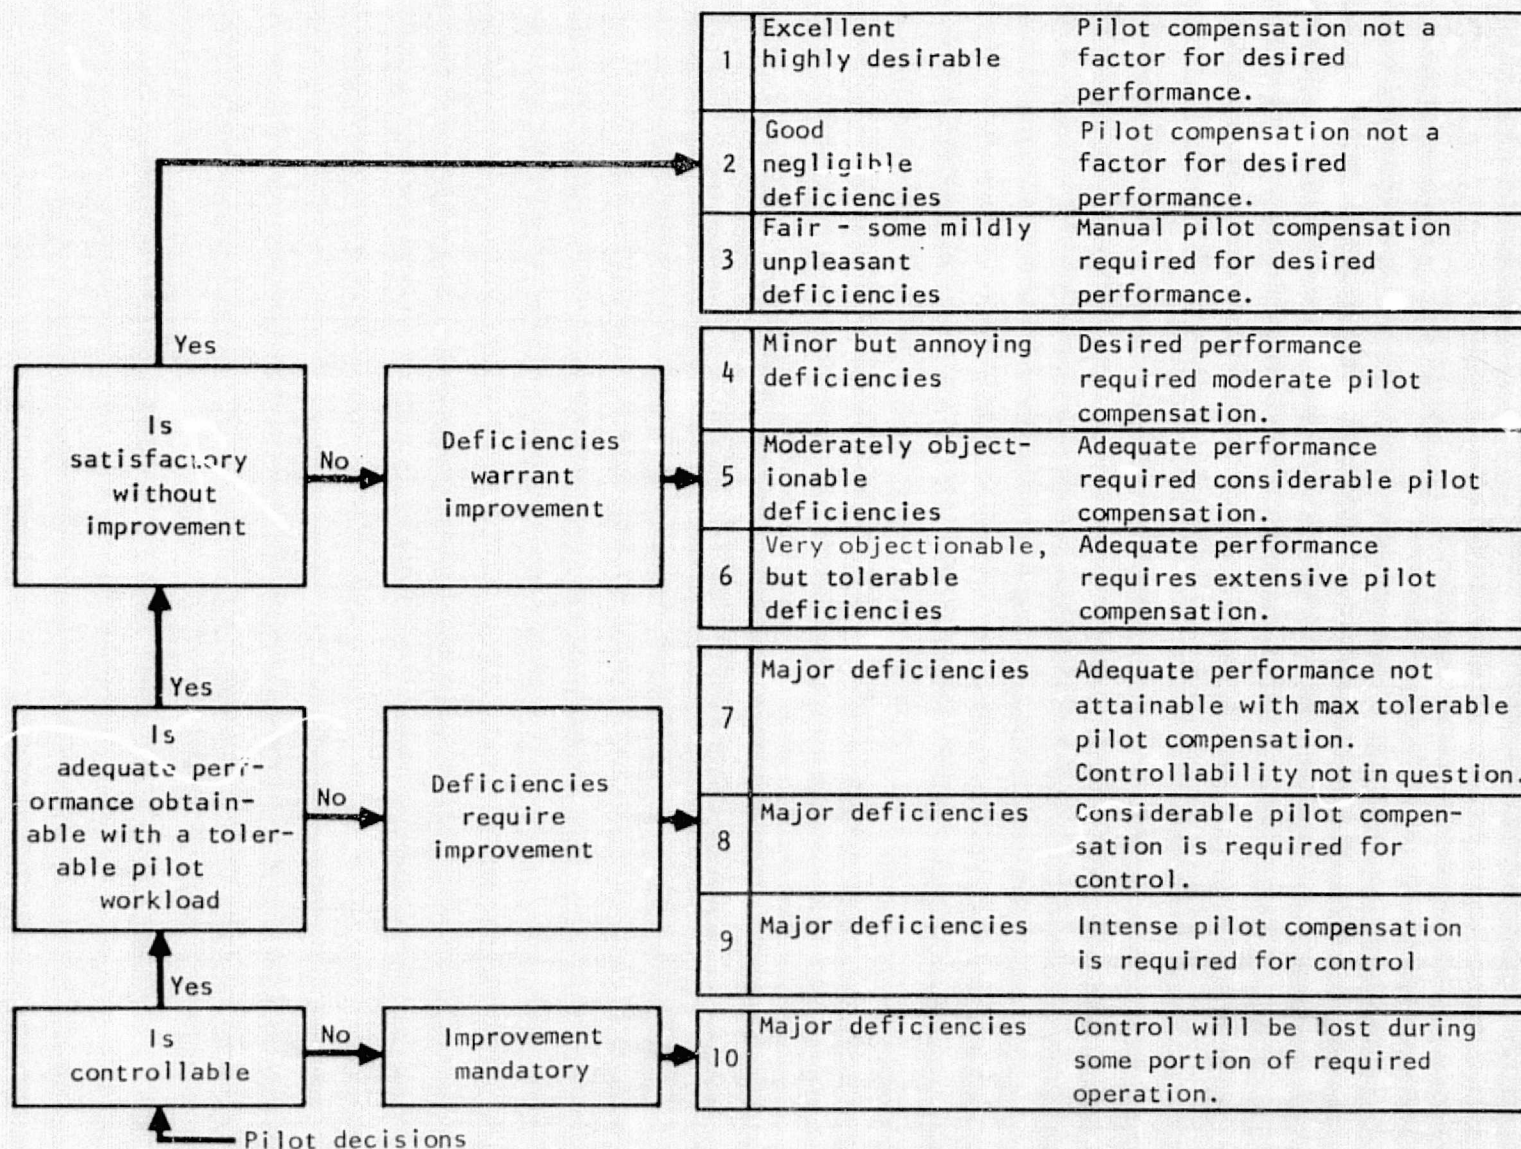 1
Excellent
highly desirable
Pilot compensation not a
factor for desired
performance.
2
Good
negligible
deficiencies
Pilot compensation not a
factor for desired
performance.
3
Fair - some mildly
unpleasant
deficiencies
Manual pilot compensation
required for desired
performance.
Yes
Is
satisfactory
without
improvement
No
Deficiencies
warrant
improvement
4
Minor but annoying
deficiencies
Desired performance
required moderate pilot
compensation.
5
Moderately object-
ionable
deficiencies
Adequate performance
required considerable pilot
compensation.
6
Very objectionable,
but tolerable
deficiencies
Adequate performance
requires extensive pilot
compensation.
Yes
Is
adequate perf-
ormance obtain-
able with a toler-
able pilot
workload
No
Deficiencies
require
improvement
7
Major deficiencies
Adequate performance not
attainable with max tolerable
pilot compensation.
Controllability not in question.
8
Major deficiencies
Considerable pilot compen-
sation is required for
control.
9
Major deficiencies
Intense pilot compensation
is required for control
Yes
Is
controllable
No
Improvement
mandatory
10
Major deficiencies
Control will be lost during
some portion of required
operation.
Pilot decisions